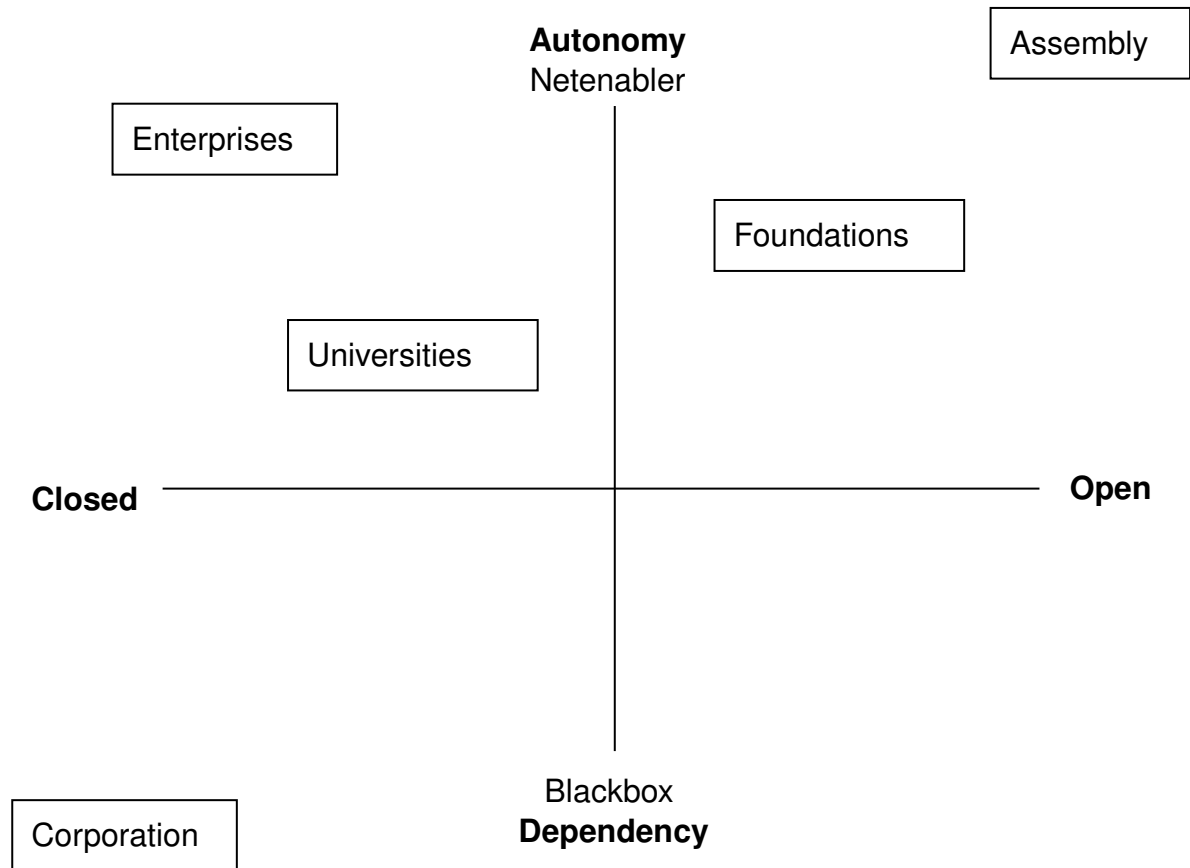 Autonomy
Netenabler
Assembly
Enterprises
Foundations
Universities
Closed
Open
Blackbox
Dependency
Corporation